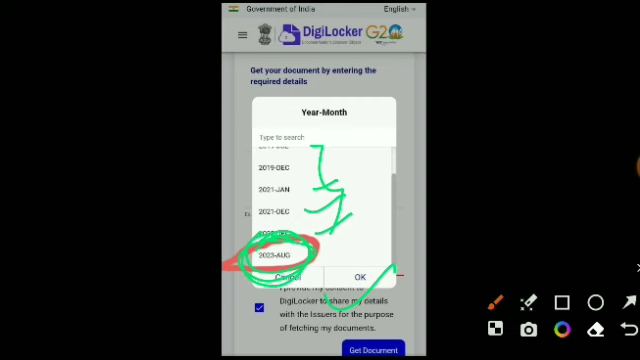 Government of India
English
DigiLocker
G20
Get your document by entering the
required details
Year-Month
Type to search
2019-DEC
2021-JAN
2021-DEC
2023-AUG
Cancel
OK
I provide my consent to
DigiLocker to share my details
with the Issuers for the purpose
of fetching my documents.
Get Document